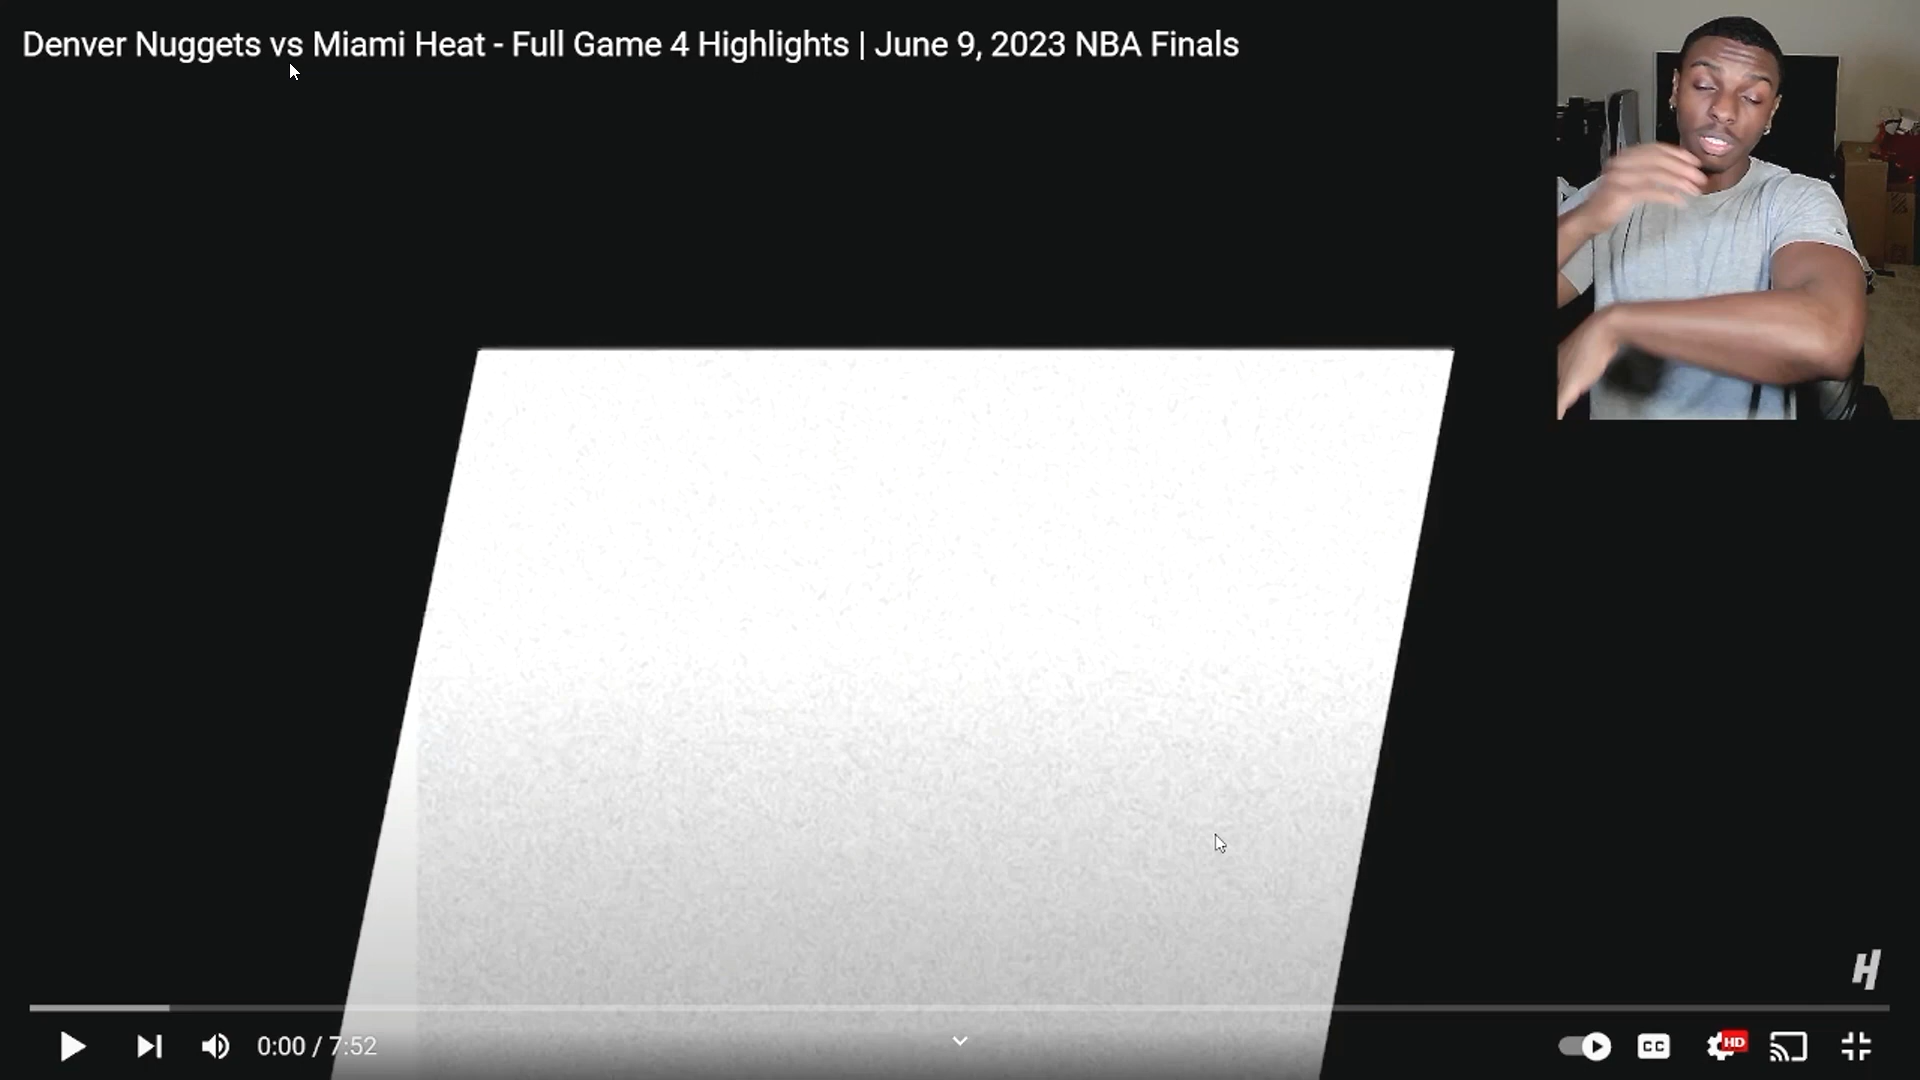 Denver Nuggets vs Miami Heat - Full Game 4 Highlights | June 9, 2023 NBA Finals
H
0:00 / 7:52
CC
HD